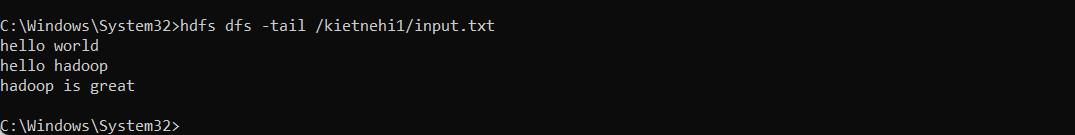 C:\Windows\System32>hdfs dfs -tail /kietnehi1/input.txt
hello world
hello hadoop
hadoop is great
C:\Windows\System32>